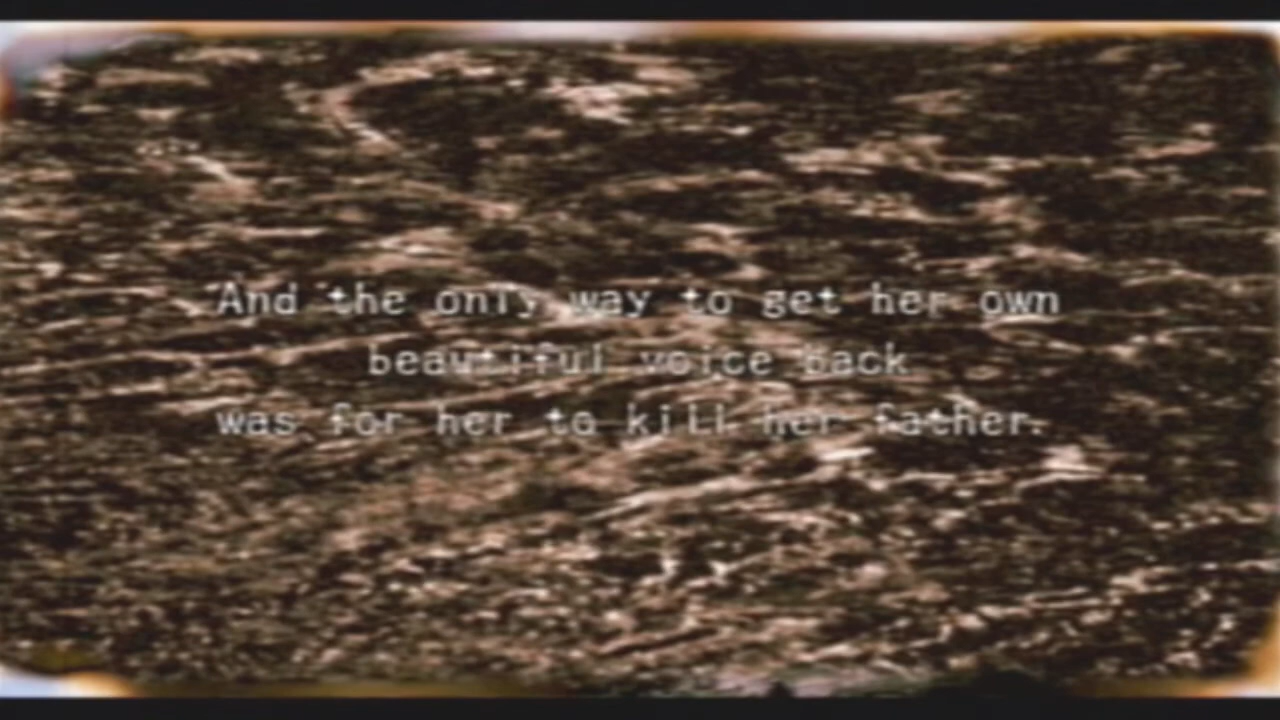 And the only way to get her own
beautiful voice back
was for her to kill her father.